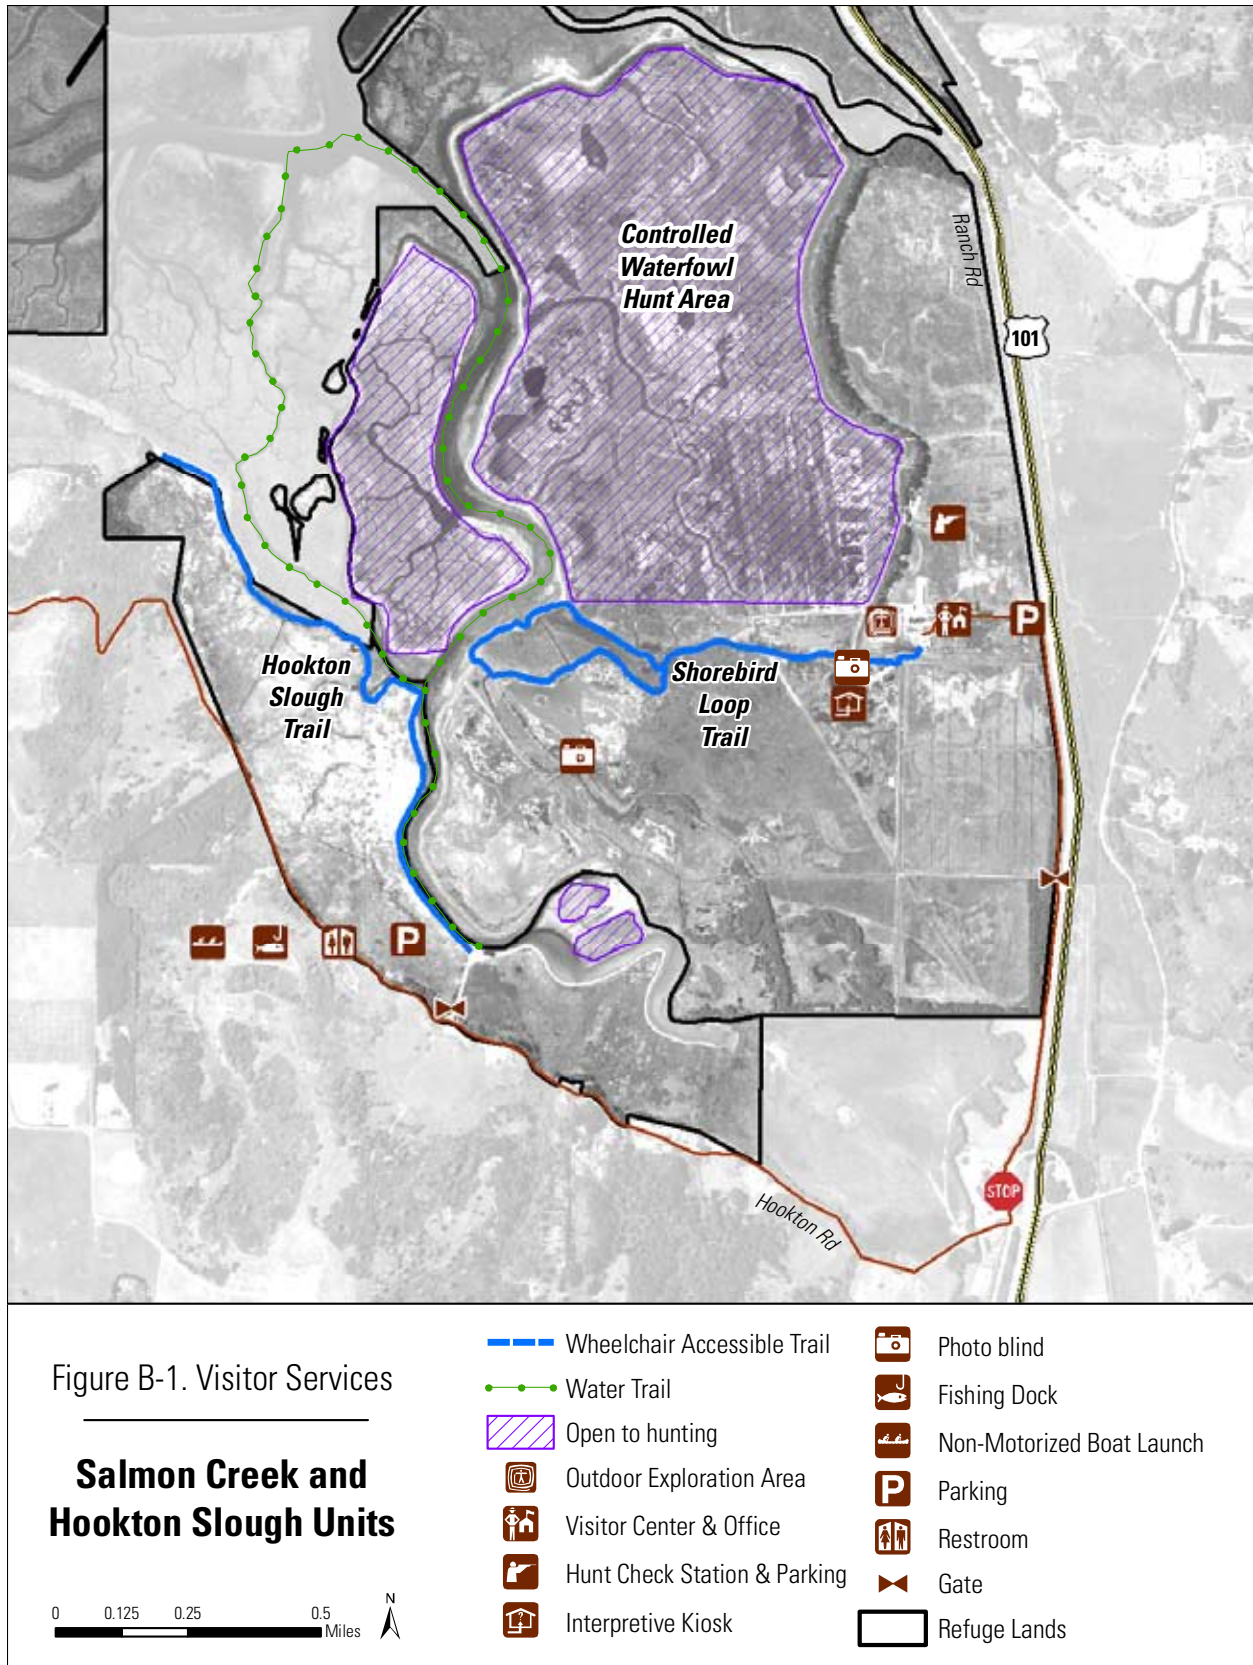 Controlled
Waterfowl
Hunt Area
Ranch Rd
101
P
Hookton
Slough
Trail
Shorebird
Loop
Trail
P
STOP
Hookton Rd
Figure B-1. Visitor Services
Salmon Creek and
Hookton Slough Units
0 0.125 0.25 0.5
Miles
N
Wheelchair Accessible Trail
Water Trail
Open to hunting
Outdoor Exploration Area
Visitor Center & Office
Hunt Check Station & Parking
? Interpretive Kiosk
Photo blind
Fishing Dock
Non-Motorized Boat Launch
P Parking
Restroom
Gate
Refuge Lands